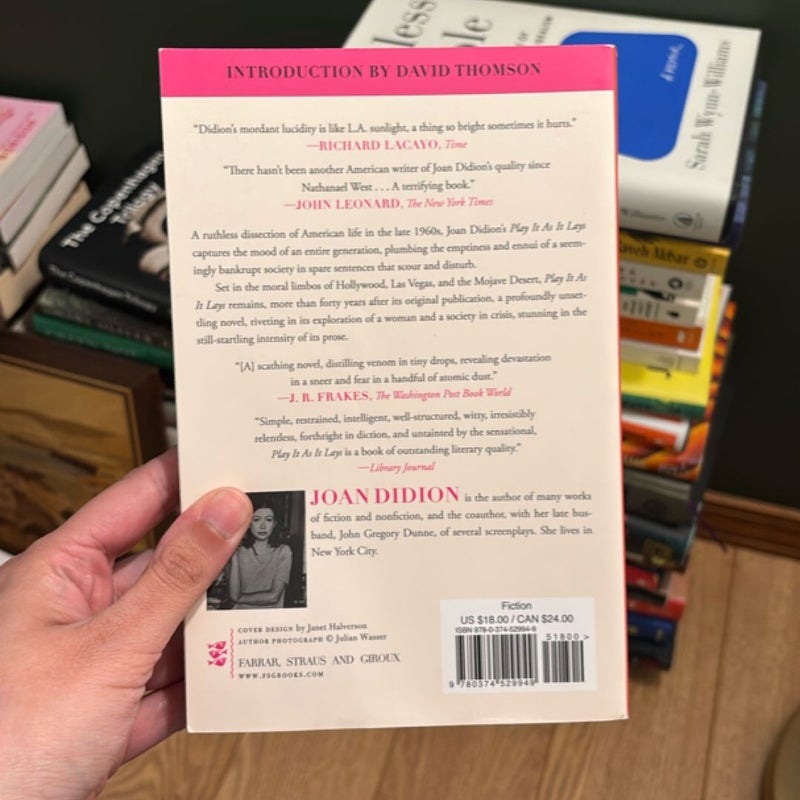 INTRODUCTION BY DAVID THOMSON
“Didion’s mordant lucidity is like L.A. sunlight, a thing so bright sometimes it hurts.”
—RICHARD LACAYO, Time
“There hasn’t been another American writer of Joan Didion’s quality since
Nathanael West . . . A terrifying book.”
—JOHN LEONARD, The New York Times
A ruthless dissection of American life in the late 1960s, Joan Didion’s Play It As It Lays
captures the mood of an entire generation, plumbing the emptiness and ennui of a seem-
ingly bankrupt society in spare sentences that scour and disturb.
Set in the moral limbos of Hollywood, Las Vegas, and the Mojave Desert, Play It As
It Lays remains, more than forty years after its original publication, a profoundly unset-
tling novel, riveting in its exploration of a woman and a society in crisis, stunning in the
still-startling intensity of its prose.
“[A] scathing novel, distilling venom in tiny drops, revealing devastation
in a sneer and fear in a handful of atomic dust.”
—J. R. FRAKES, The Washington Post Book World
“Simple, restrained, intelligent, well-structured, witty, irresistibly
relentless, forthright in diction, and untainted by the sensational,
Play It As It Lays is a book of outstanding literary quality.”
—Library Journal
JOAN DIDION is the author of many works
of fiction and nonfiction, and the coauthor, with her late hus-
band, John Gregory Dunne, of several screenplays. She lives in
New York City.
COVER DESIGN by Janet Halverson
AUTHOR PHOTOGRAPH © Julian Wasser
FARRAR, STRAUS AND GIROUX
WWW.FSGBOOKS.COM
Fiction
US $18.00 / CAN $24.00
ISBN 978-0-374-52994-9
51800 >
9 780374 529949
less
ple
Sarah Wynn-Williams
The Copenhagen
Trilogy
The Copenhagen Trilogy
Kaveh Akbar